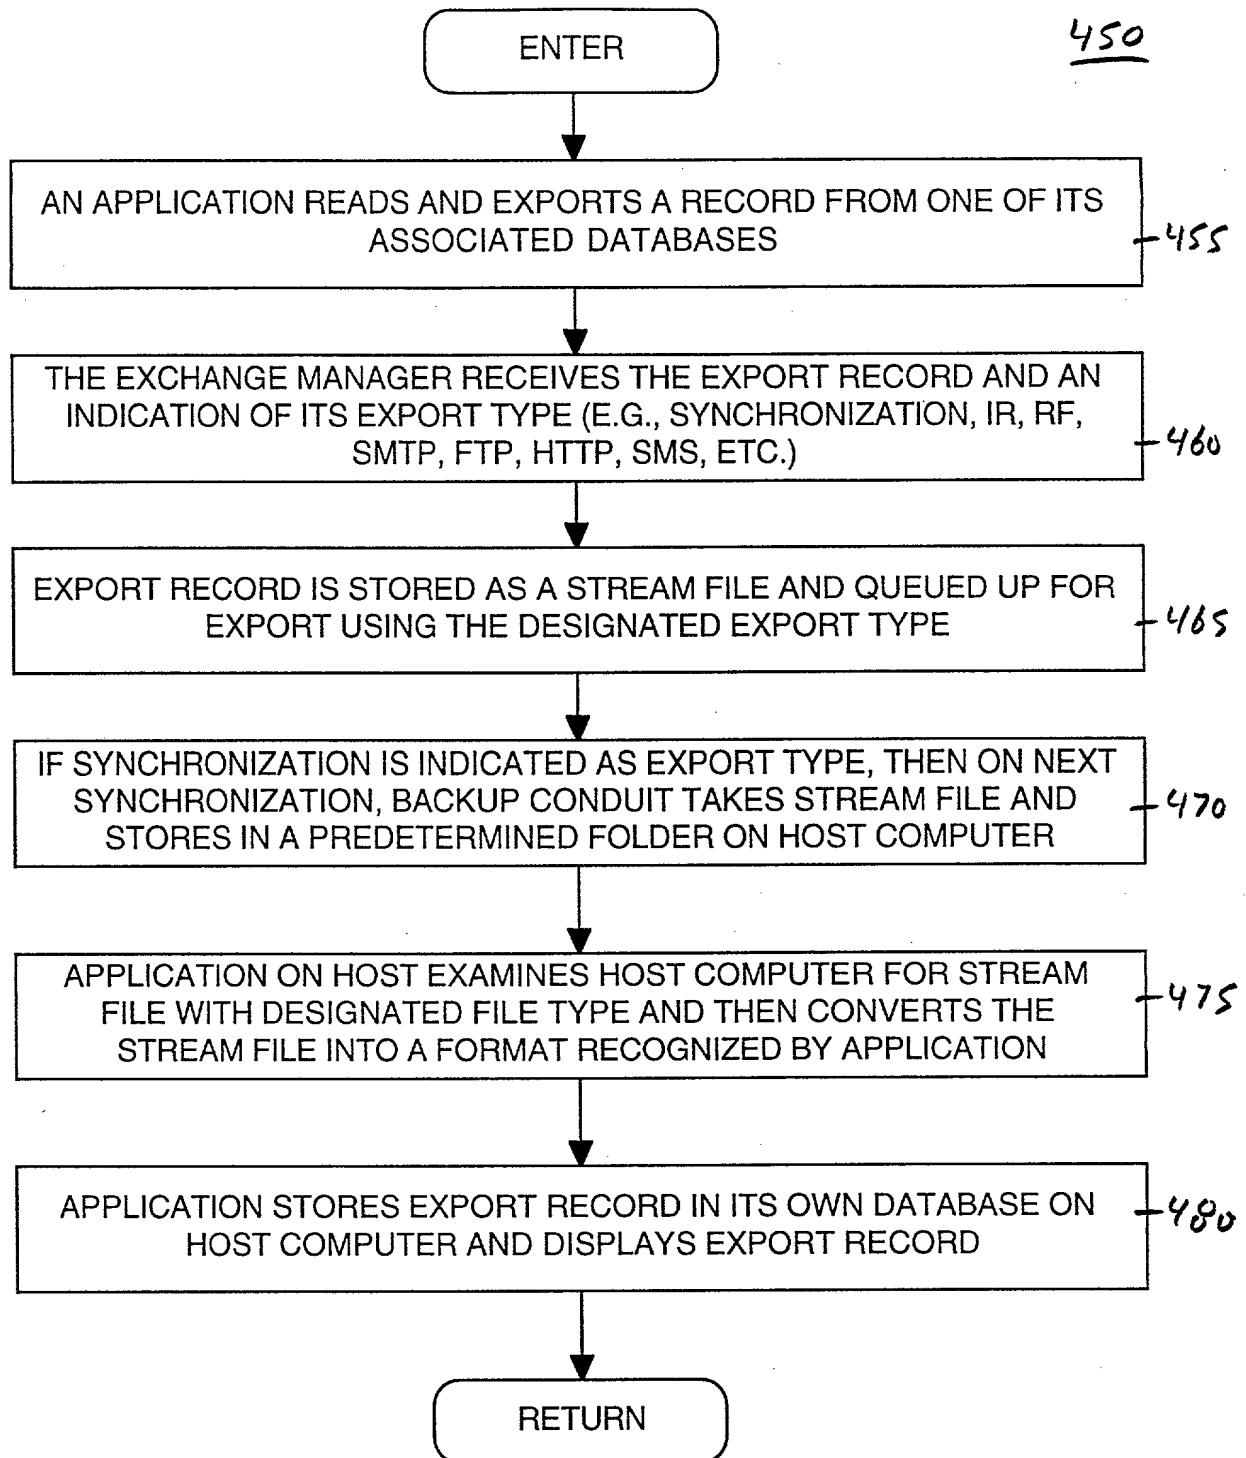 ENTER
450
AN APPLICATION READS AND EXPORTS A RECORD FROM ONE OF ITS
ASSOCIATED DATABASES
455
THE EXCHANGE MANAGER RECEIVES THE EXPORT RECORD AND AN
INDICATION OF ITS EXPORT TYPE (E.G., SYNCHRONIZATION, IR, RF,
SMTP, FTP, HTTP, SMS, ETC.)
460
EXPORT RECORD IS STORED AS A STREAM FILE AND QUEUED UP FOR
EXPORT USING THE DESIGNATED EXPORT TYPE
465
IF SYNCHRONIZATION IS INDICATED AS EXPORT TYPE, THEN ON NEXT
SYNCHRONIZATION, BACKUP CONDUIT TAKES STREAM FILE AND
STORES IN A PREDETERMINED FOLDER ON HOST COMPUTER
470
APPLICATION ON HOST EXAMINES HOST COMPUTER FOR STREAM
FILE WITH DESIGNATED FILE TYPE AND THEN CONVERTS THE
STREAM FILE INTO A FORMAT RECOGNIZED BY APPLICATION
475
APPLICATION STORES EXPORT RECORD IN ITS OWN DATABASE ON
HOST COMPUTER AND DISPLAYS EXPORT RECORD
480
RETURN